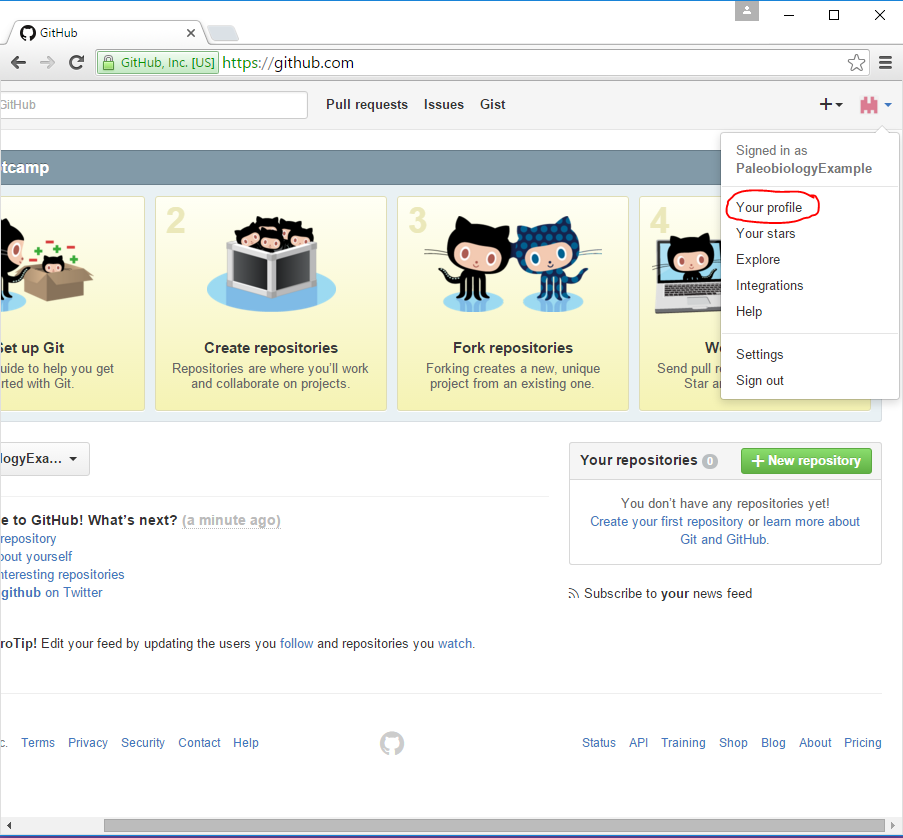 GitHub
GitHub, Inc. [US] https://github.com
GitHub
Pull requests Issues Gist
tcamp
Signed in as
PaleobiologyExample
Your profile
Your stars
Explore
Integrations
Help
Settings
Sign out
2
3
4
Set up Git
uide to help you get
rted with Git.
Create repositories
Repositories are where you'll work
and collaborate on projects.
Fork repositories
Forking creates a new, unique
project from an existing one.
W
Send pull r
Star an
logyExa...
Your repositories 0
New repository
You don't have any repositories yet!
Create your first repository or learn more about
Git and GitHub.
Subscribe to your news feed
e to GitHub! What's next? (a minute ago)
repository
bout yourself
nteresting repositories
github on Twitter
roTip! Edit your feed by updating the users you follow and repositories you watch.
c. Terms Privacy Security Contact Help
Status API Training Shop Blog About Pricing